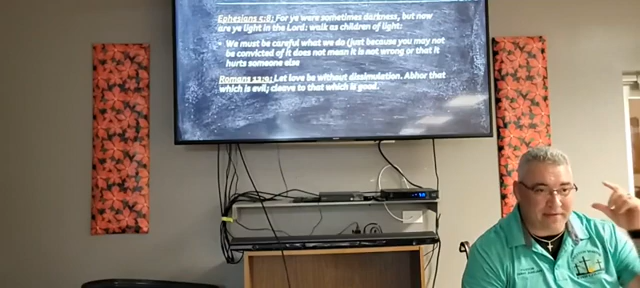 Ephesians 5:8; For ye were sometimes darkness, but now
are ye light in the Lord: walk as children of light:
We must be careful what we do (just because you may not
be convicted of it does not mean it is not wrong or that it
hurts someone else
Romans 12:9; Let love be without dissimulation. Abhor that
which is evil; cleave to that which is good.